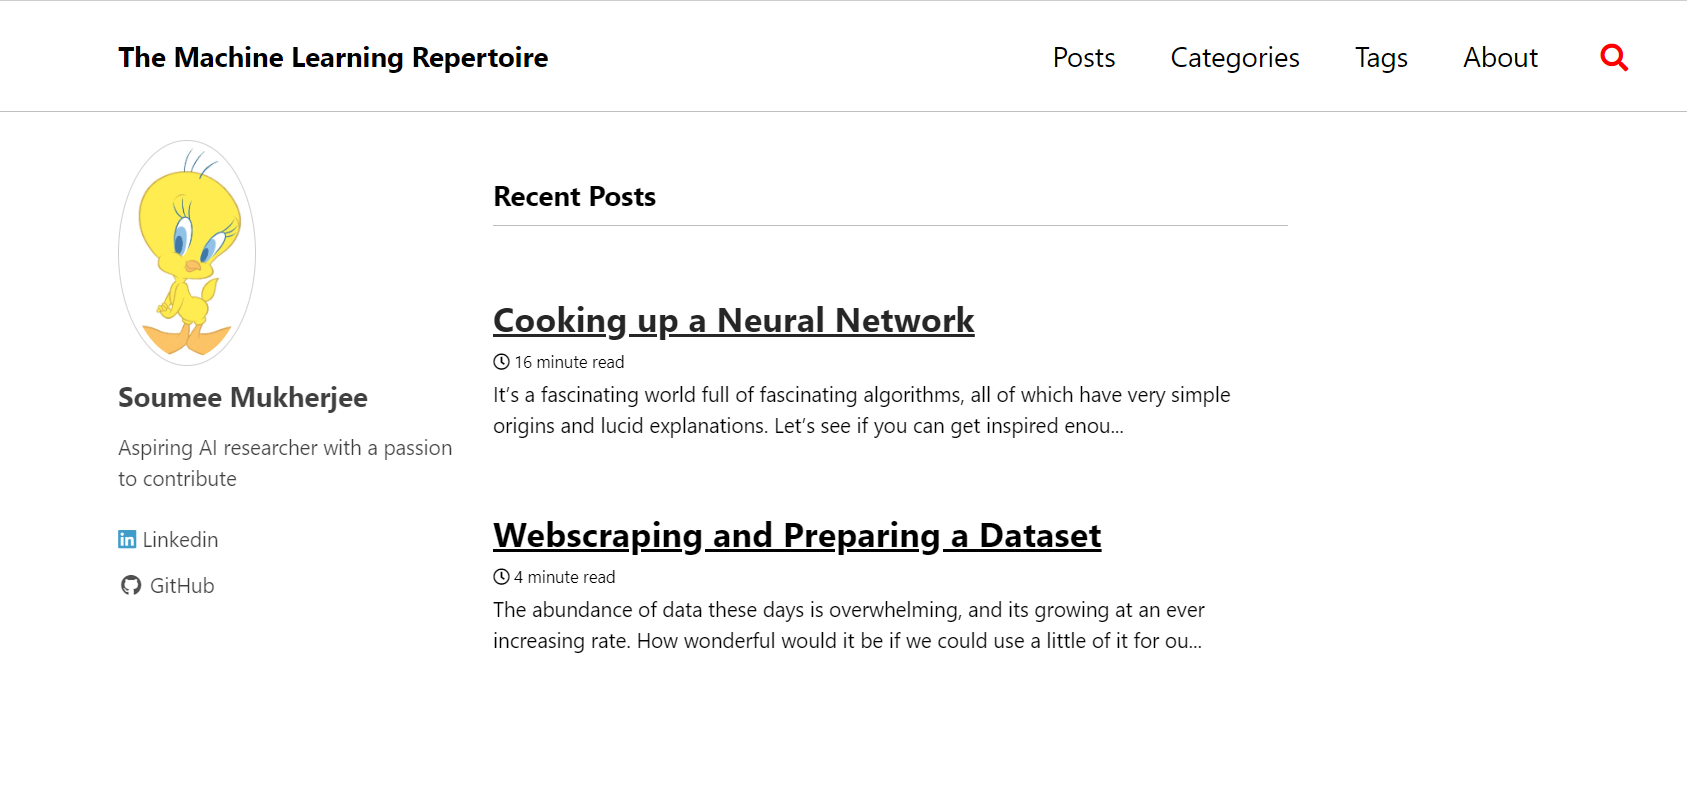 The Machine Learning Repertoire
Posts
Categories
Tags
About
Soumee Mukherjee
Aspiring AI researcher with a passion
to contribute
Linkedin
GitHub
Recent Posts
Cooking up a Neural Network
16 minute read
It’s a fascinating world full of fascinating algorithms, all of which have very simple
origins and lucid explanations. Let’s see if you can get inspired enou...
Webscraping and Preparing a Dataset
4 minute read
The abundance of data these days is overwhelming, and its growing at an ever
increasing rate. How wonderful would it be if we could use a little of it for ou...